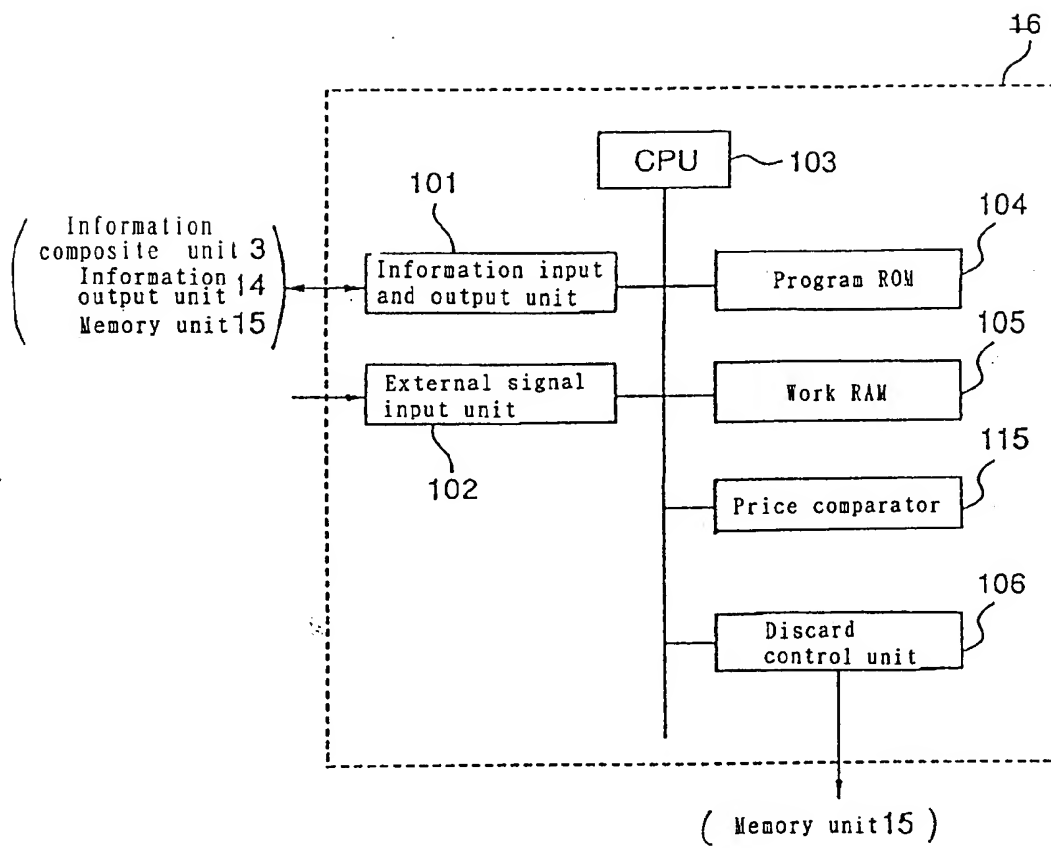 16
CPU
103
101
Information
composite unit 3
Information
output unit 14
Memory unit 15
Information input
and output unit
104
Program ROM
105
External signal
input unit
Work RAM
102
115
Price comparator
106
Discard
control unit
( Memory unit 15 )